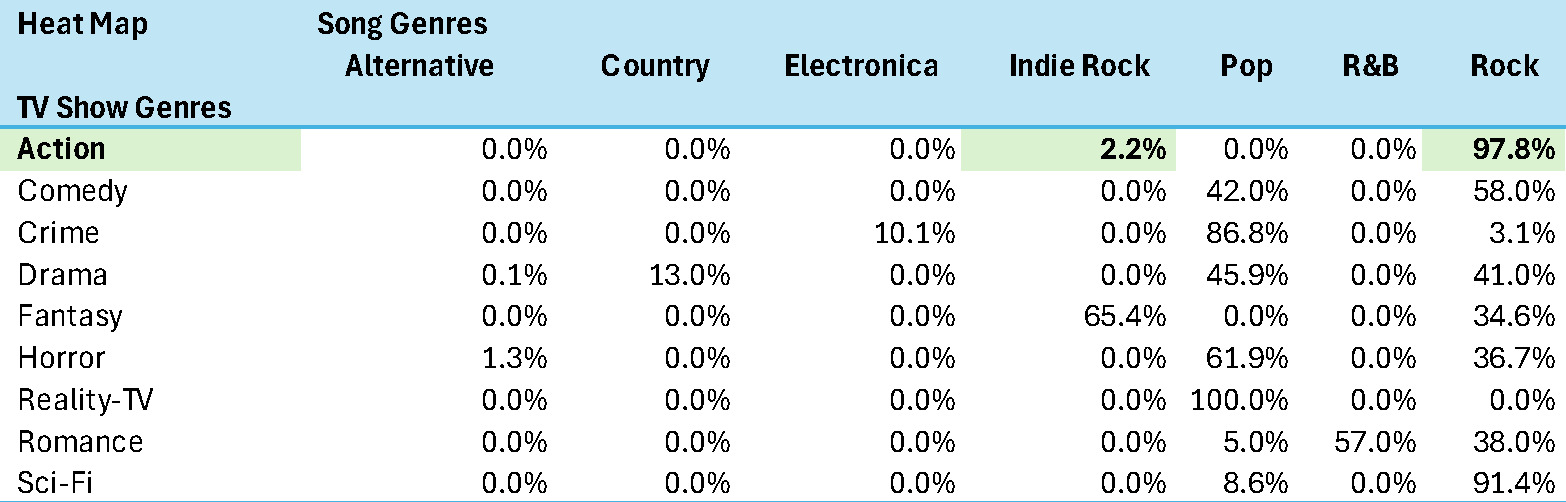 Heat Map Song Genres
Alternative Country Electronica Indie Rock Pop R&B Rock
TV Show Genres
Action 0.0% 0.0% 0.0% 2.2% 0.0% 0.0% 97.8%
Comedy 0.0% 0.0% 0.0% 0.0% 42.0% 0.0% 58.0%
Crime 0.0% 0.0% 10.1% 0.0% 86.8% 0.0% 3.1%
Drama 0.1% 13.0% 0.0% 0.0% 45.9% 0.0% 41.0%
Fantasy 0.0% 0.0% 0.0% 65.4% 0.0% 0.0% 34.6%
Horror 1.3% 0.0% 0.0% 0.0% 61.9% 0.0% 36.7%
Reality-TV 0.0% 0.0% 0.0% 0.0% 100.0% 0.0% 0.0%
Romance 0.0% 0.0% 0.0% 0.0% 5.0% 57.0% 38.0%
Sci-Fi 0.0% 0.0% 0.0% 0.0% 8.6% 0.0% 91.4%